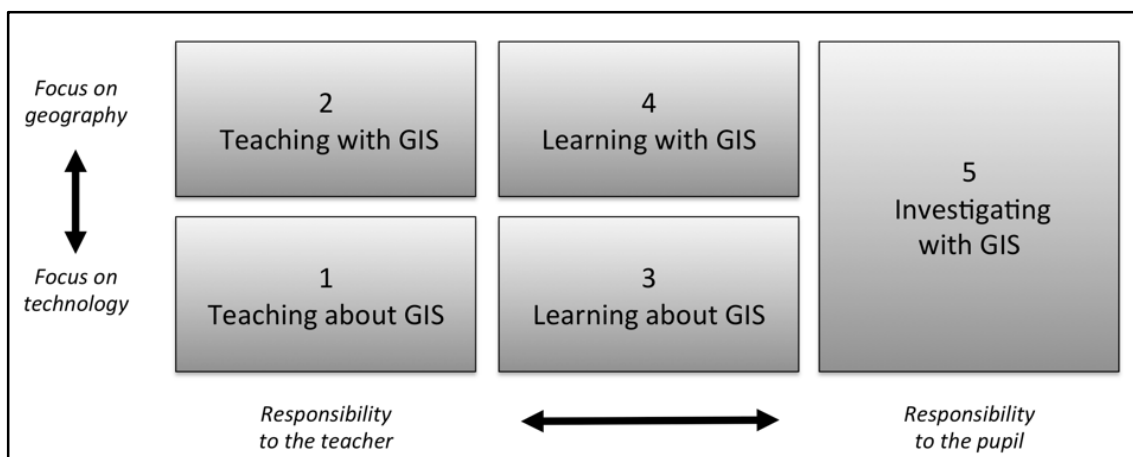 Focus on
geography
2
Teaching with GIS
4
Learning with GIS
5
Investigating
with GIS
Focus on
technology
1
Teaching about GIS
3
Learning about GIS
Responsibility
to the teacher
Responsibility
to the pupil